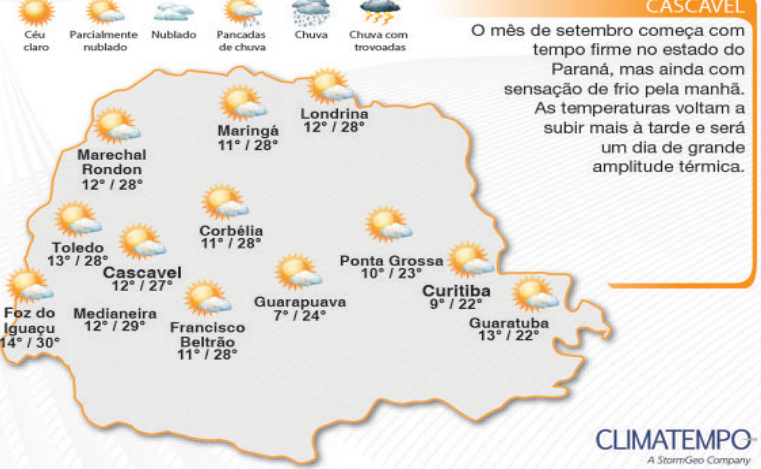 Céu
claro
Parcialmente
nublado
Nublado
Pancadas
de chuva
Chuva
Chuva com
trovoadas
CASCAVEL
O mês de setembro começa com
tempo firme no estado do
Paraná, mas ainda com
sensação de frio pela manhã.
As temperaturas voltam a
subir mais à tarde e será
um dia de grande
amplitude térmica.
Londrina
12° / 28°
Maringá
11° / 28°
Marechal
Rondon
12° / 28°
Corbélia
11° / 28°
Toledo
13° / 28°
Cascavel
12° / 27°
Ponta Grossa
10° / 23°
Curitiba
9° / 22°
Guaratuba
13° / 22°
Guarapuava
7° / 24°
Foz do
Iguaçu
14° / 30°
Medianeira
12° / 29°
Francisco
Beltrão
11° / 28°
CLIMATEMPO
A StormGeo Company